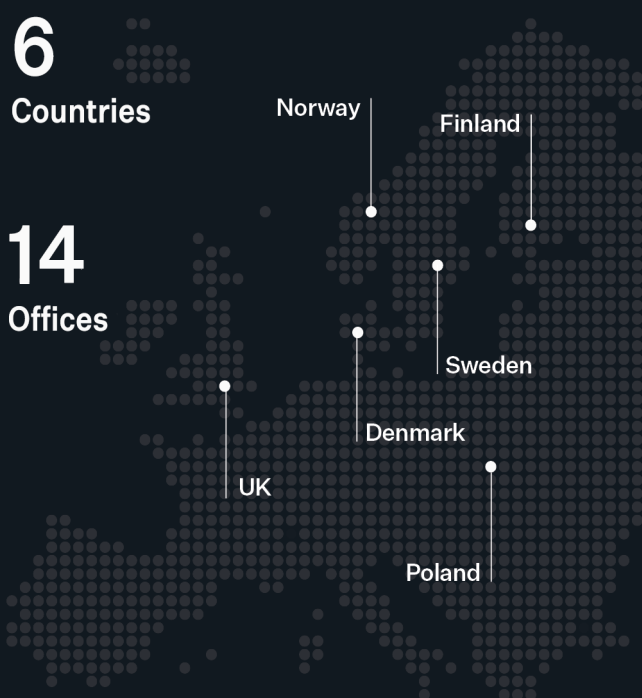 6
Countries
Norway
Finland
14
Offices
Sweden
Denmark
UK
Poland